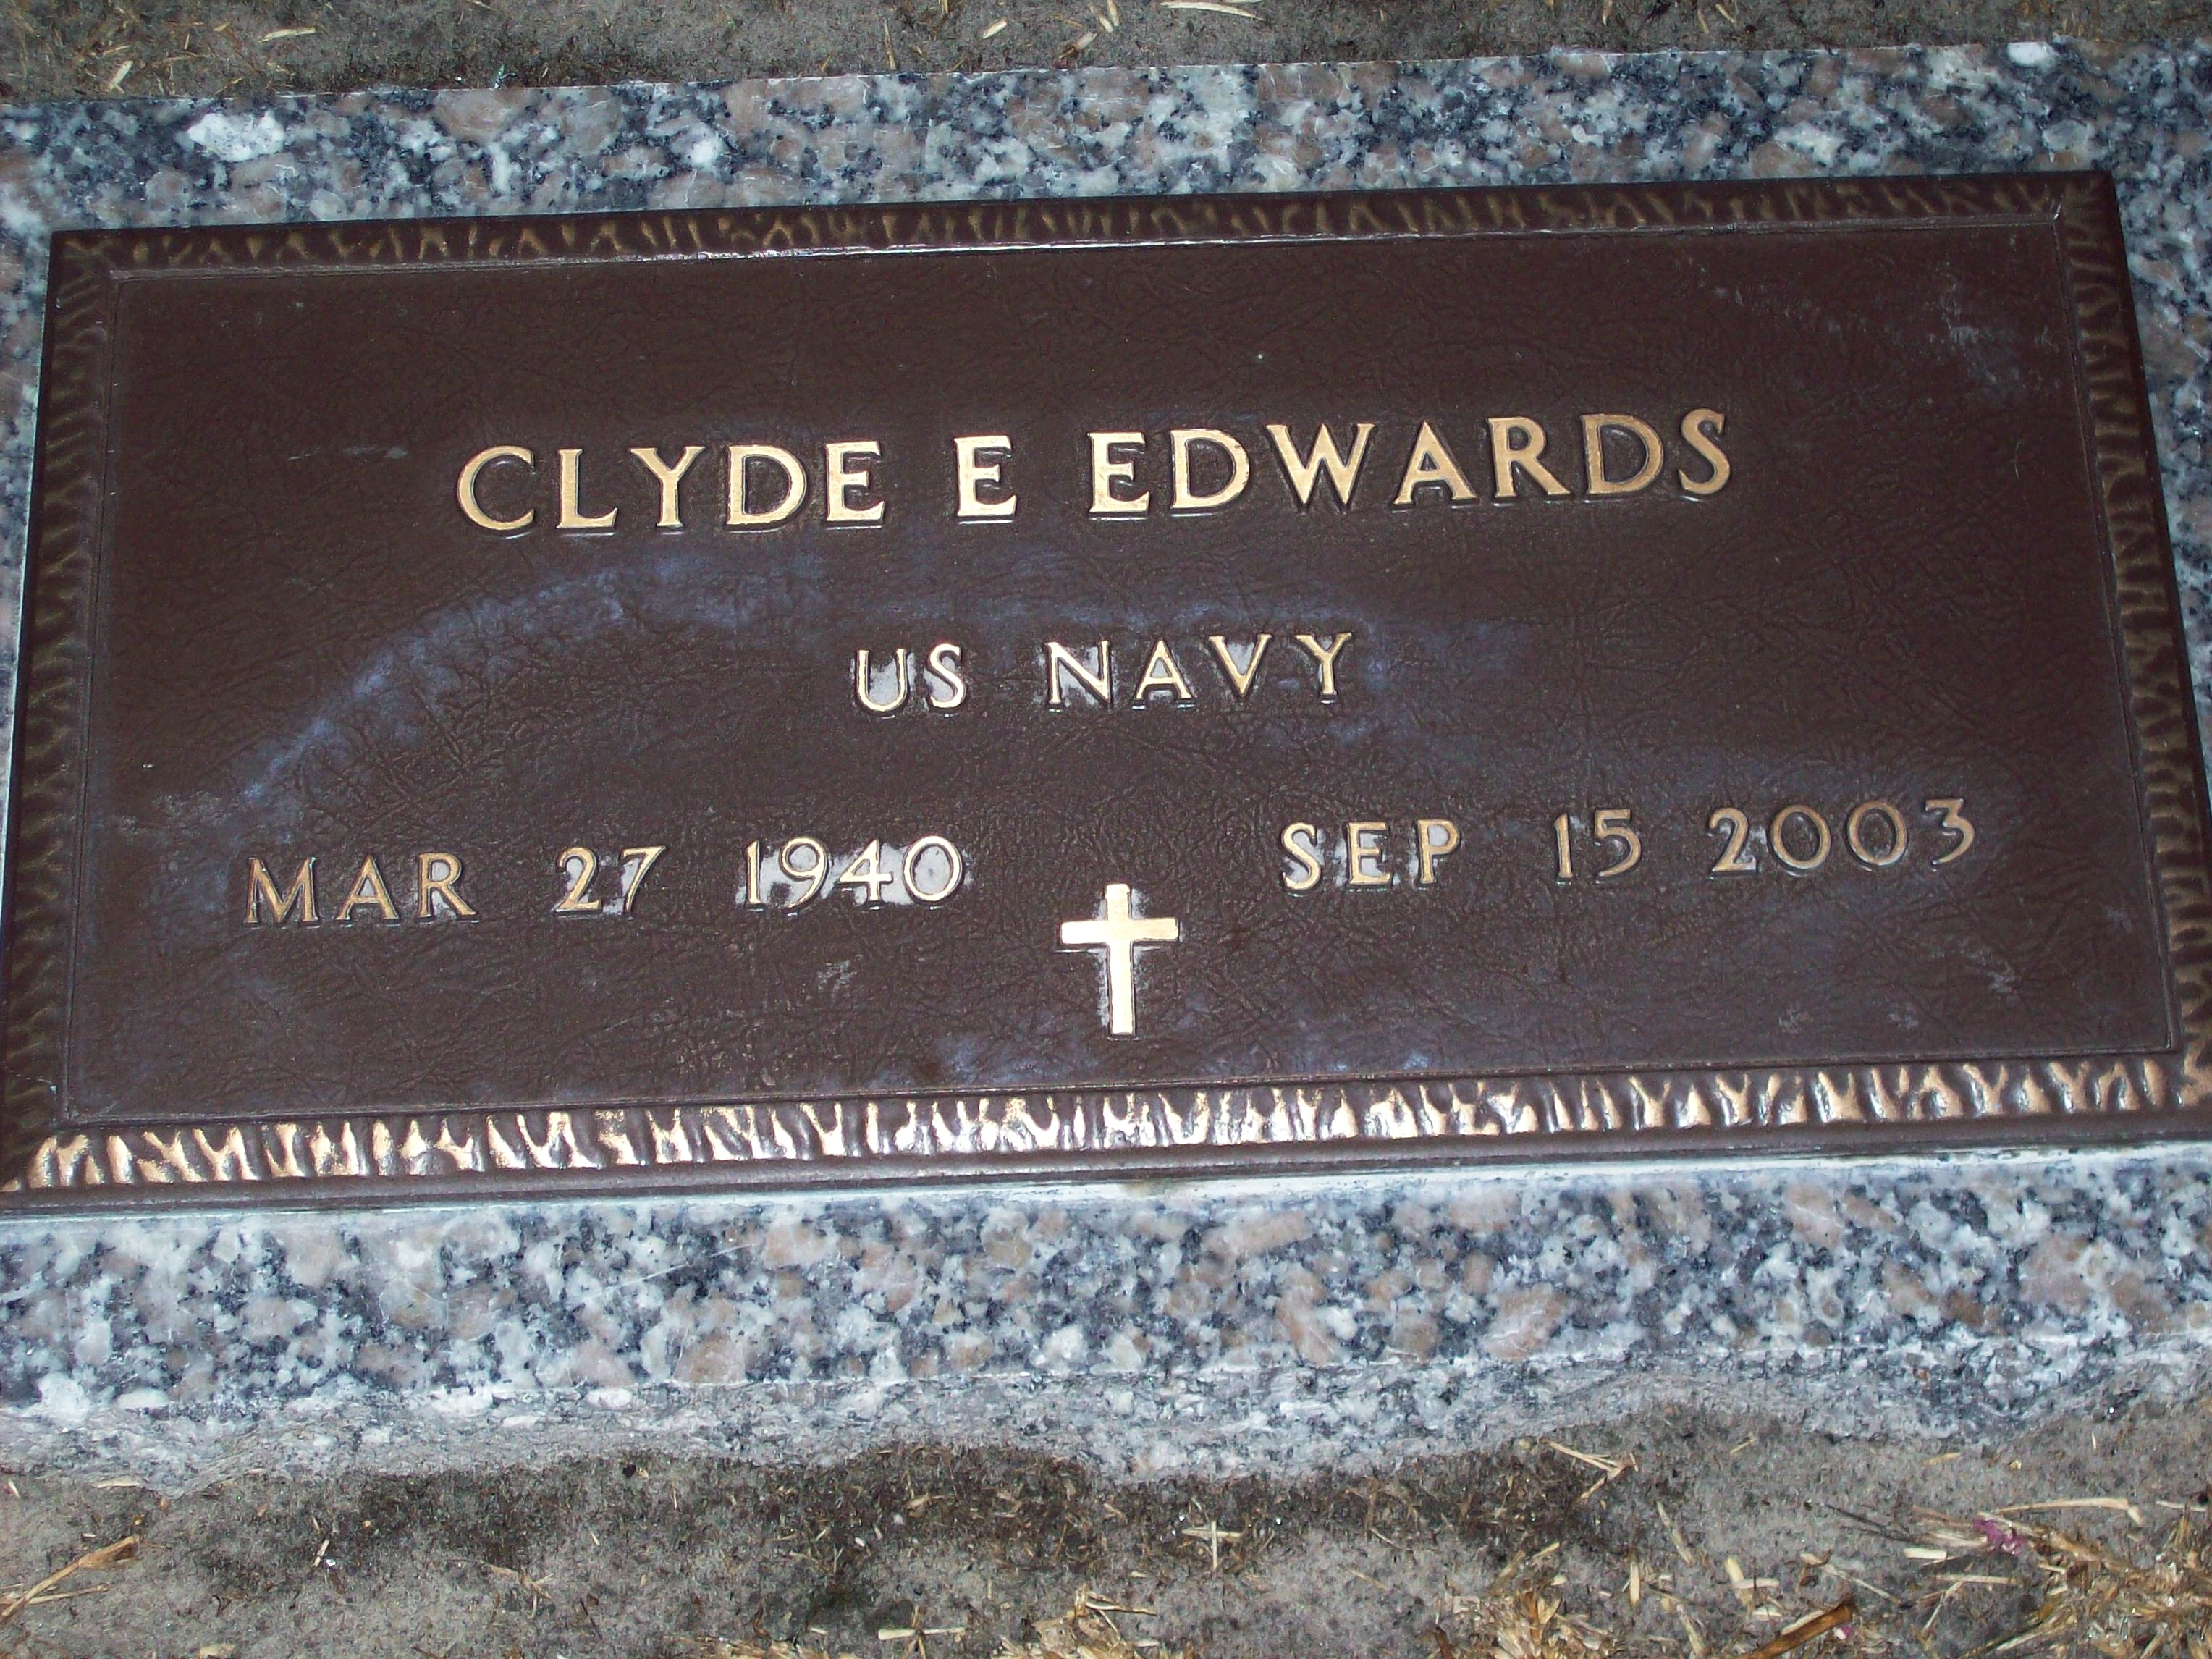 CLYDE E EDWARDS
US NAVY
MAR 27 1940 SEP 15 2003